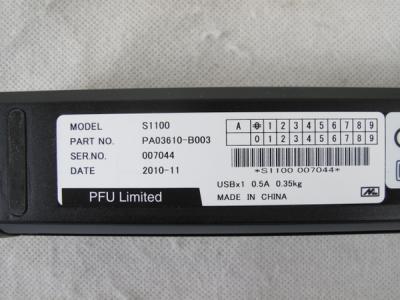 MODEL S1100
PART NO. PA03610-B003
SER.NO. 007044
DATE 2010-11
PFU Limited
A 0 1 2 3 4 5 6 7 8 9
0 1 2 3 4 5 6 7 8 9
*S1100 007044*
USBx1 0.5A 0.35kg
MADE IN CHINA